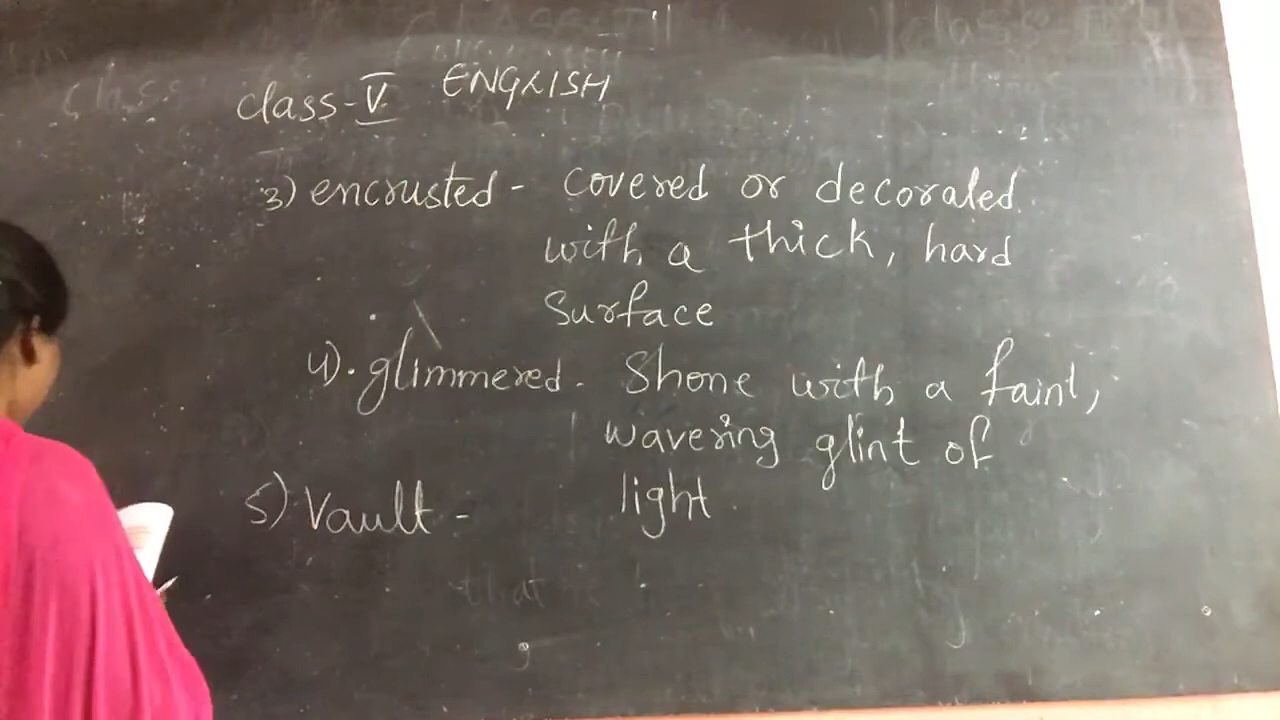 class-V ENGLISH
3) encrusted - covered or decorated
with a thick, hard
surface
4). glimmered - Shone with a faint,
wavering glint of
light
5) Vault -
that